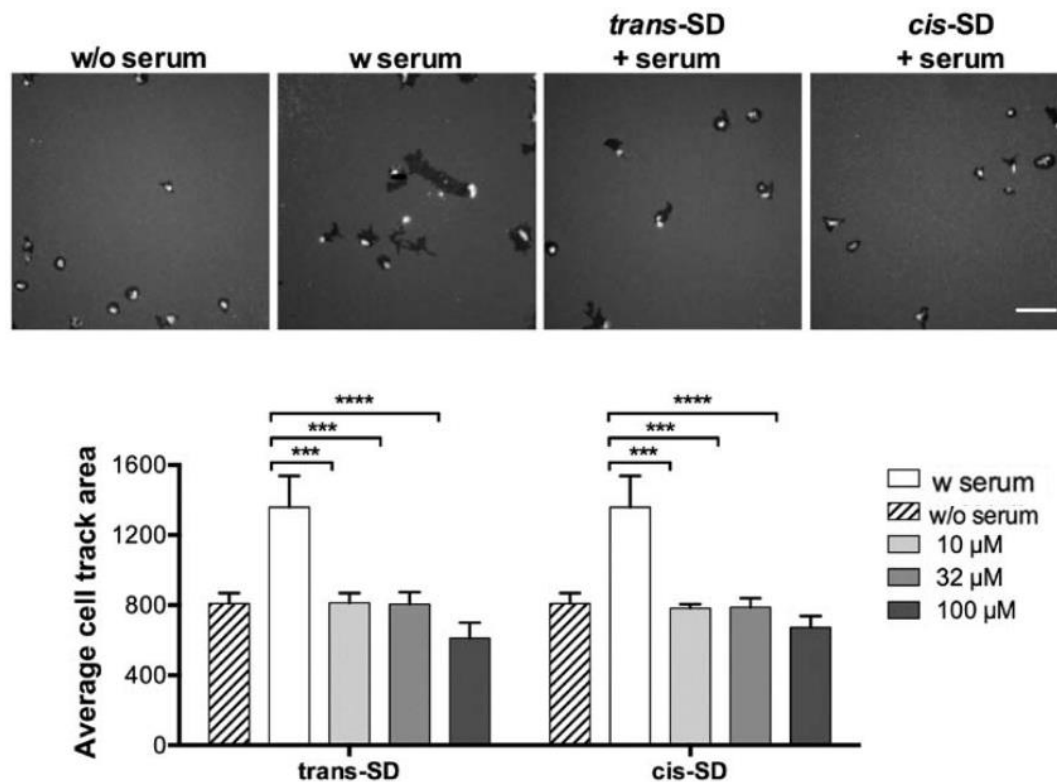 w/o serum
w serum
trans-SD
+ serum
cis-SD
+ serum
****
***
***
****
***
***
Average cell track area
1600
1200
800
400
0
trans-SD
cis-SD
w serum
w/o serum
10 µM
32 µM
100 µM